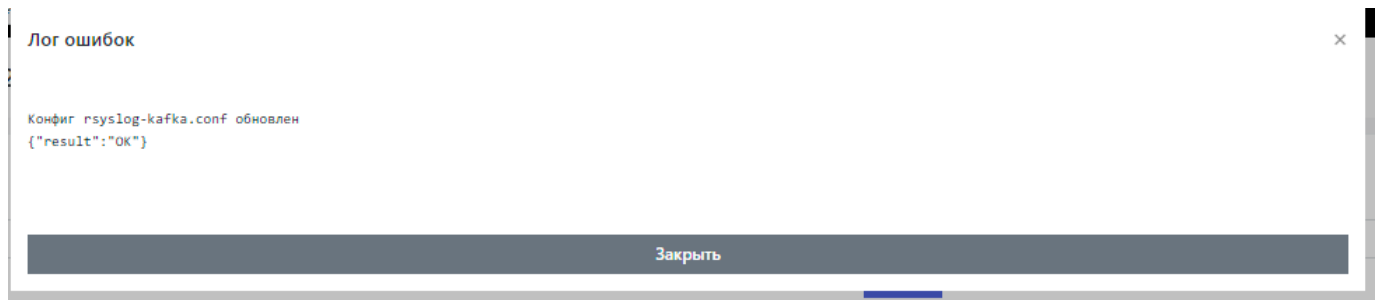 Лог ошибок
×
Конфиг rsyslog-kafka.conf обновлен
{"result":"OK"}
Закрыть